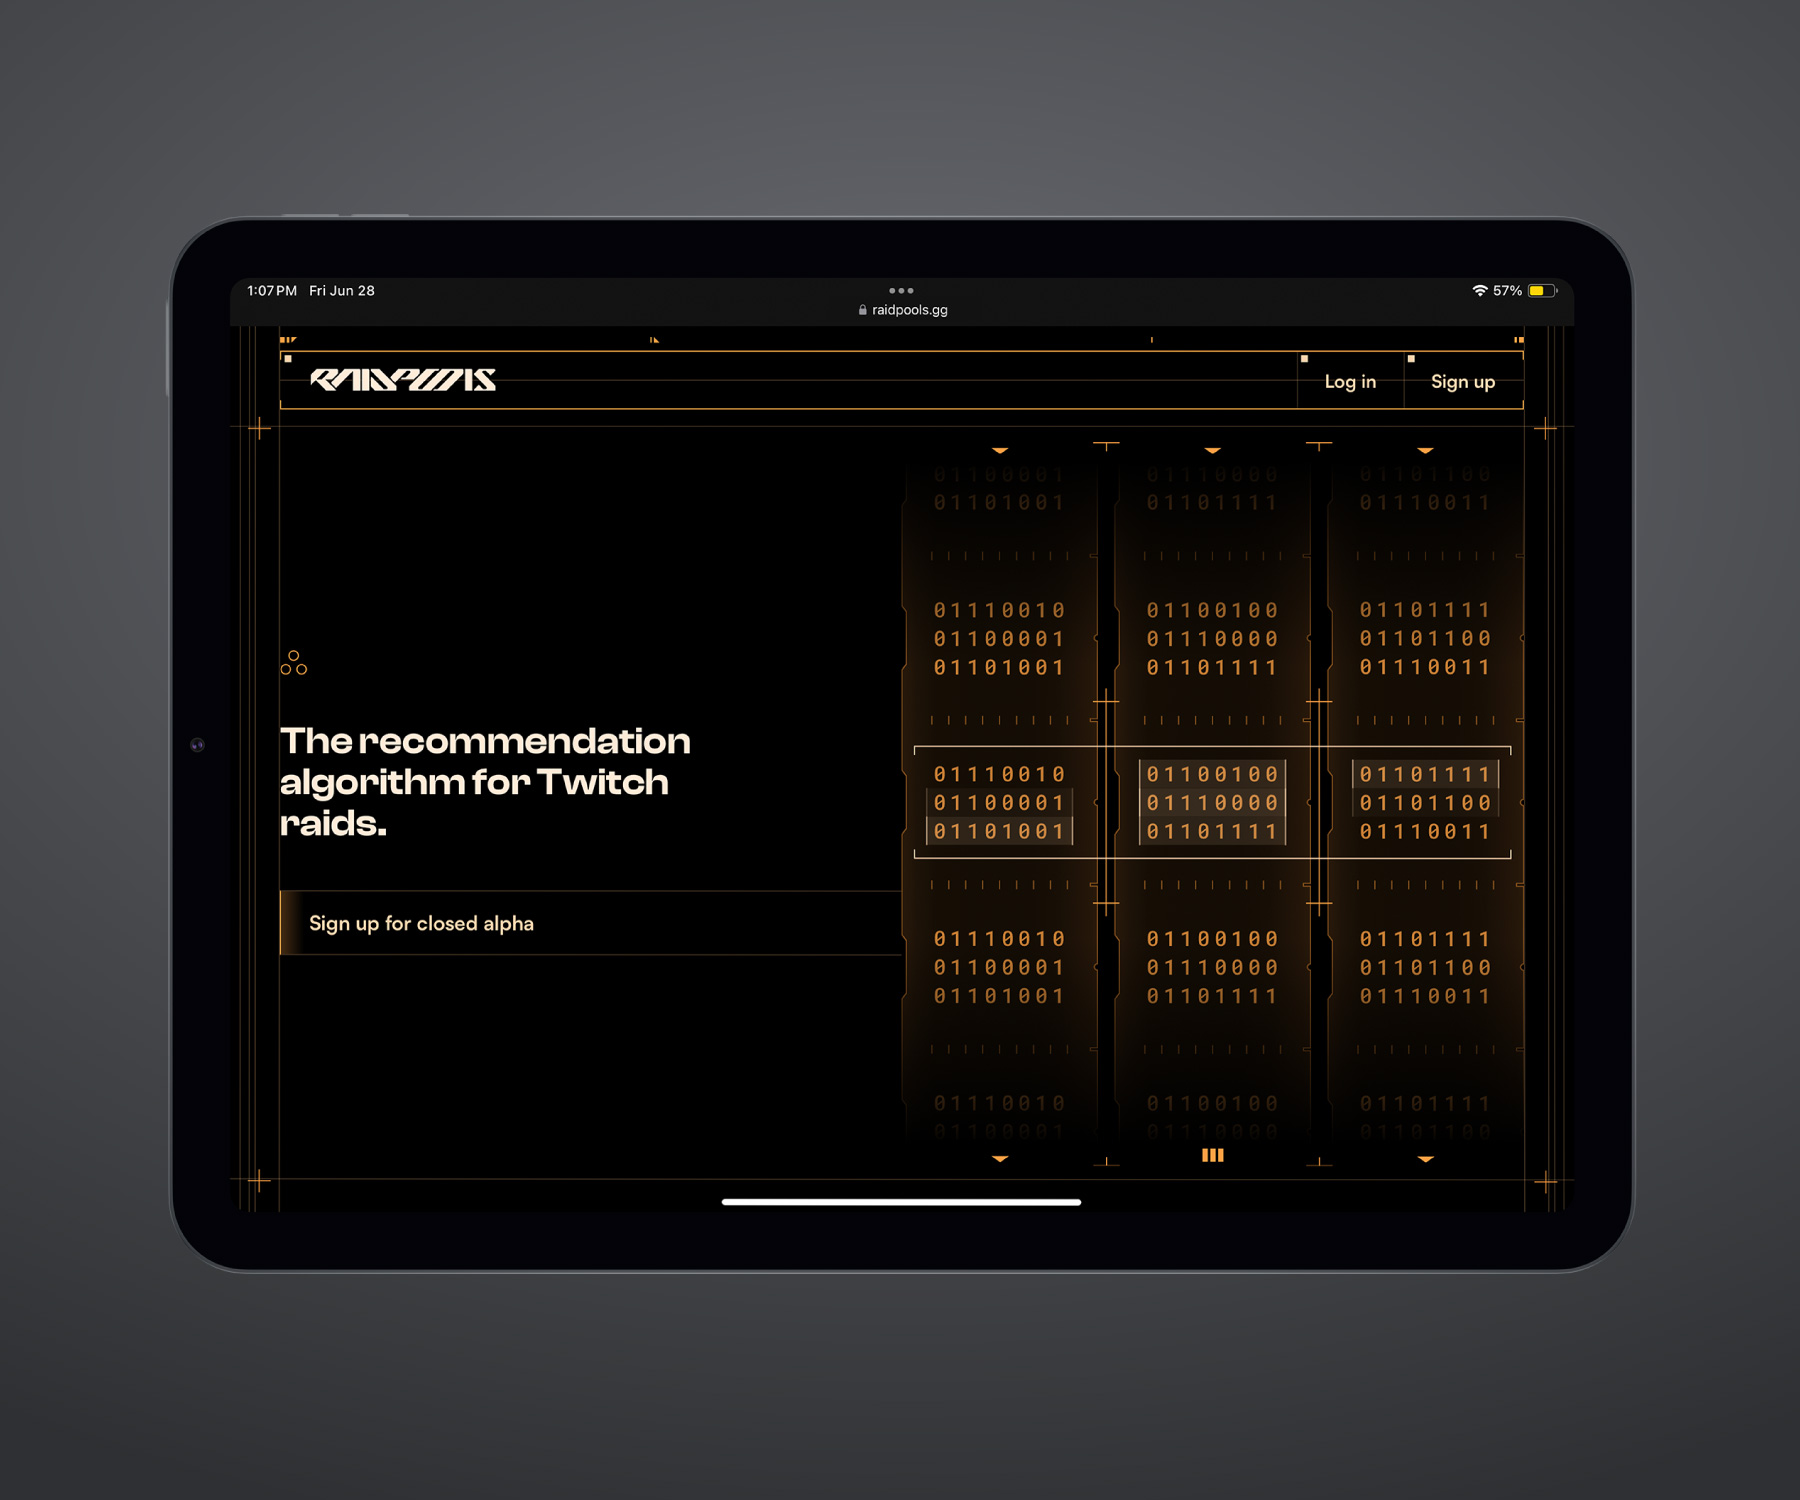 1:07 PM Fri Jun 28
57%
raidpools.gg
RAIDPOOLS
Log in
Sign up
The recommendation
algorithm for Twitch
raids.
Sign up for closed alpha
01100001 01110000 01101100
01101001 01101111 01110011
01110010 01100100 01101111
01100001 01110000 01101100
01101001 01101111 01110011
01110010 01100100 01101111
01100001 01110000 01101100
01101001 01101111 01110011
01110010 01100100 01101111
01100001 01110000 01101100
01101001 01101111 01110011
01110010 01100100 01101111
01100001 01110000 01101100